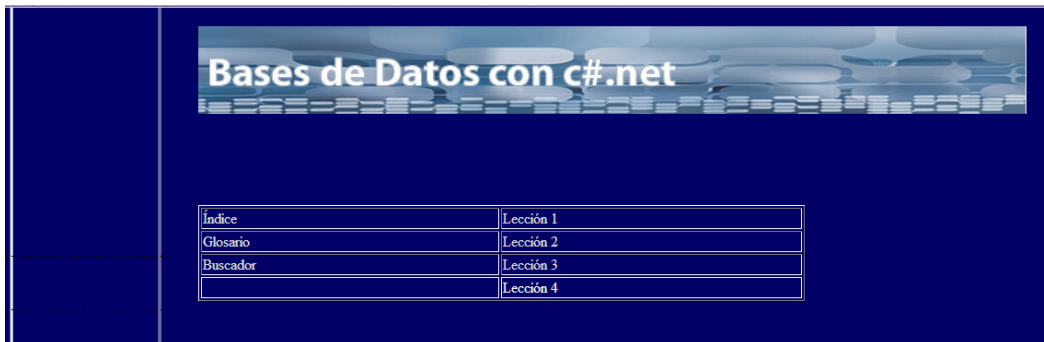 Bases de Datos con c#.net
Índice Lección 1
Glosario Lección 2
Buscador Lección 3
Lección 4